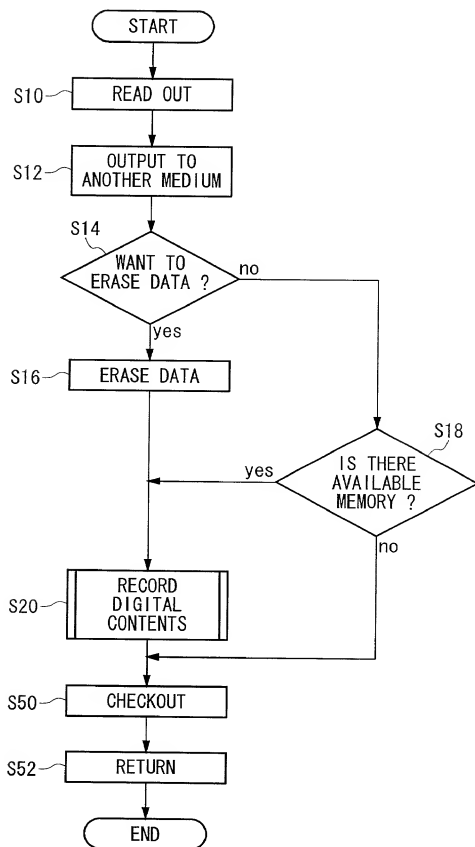 START
S10
READ OUT
S12
OUTPUT TO
ANOTHER MEDIUM
S14
WANT TO
ERASE DATA ?
no
yes
S16
ERASE DATA
S18
IS THERE
AVAILABLE
MEMORY ?
yes
no
S20
RECORD
DIGITAL
CONTENTS
S50
CHECKOUT
S52
RETURN
END